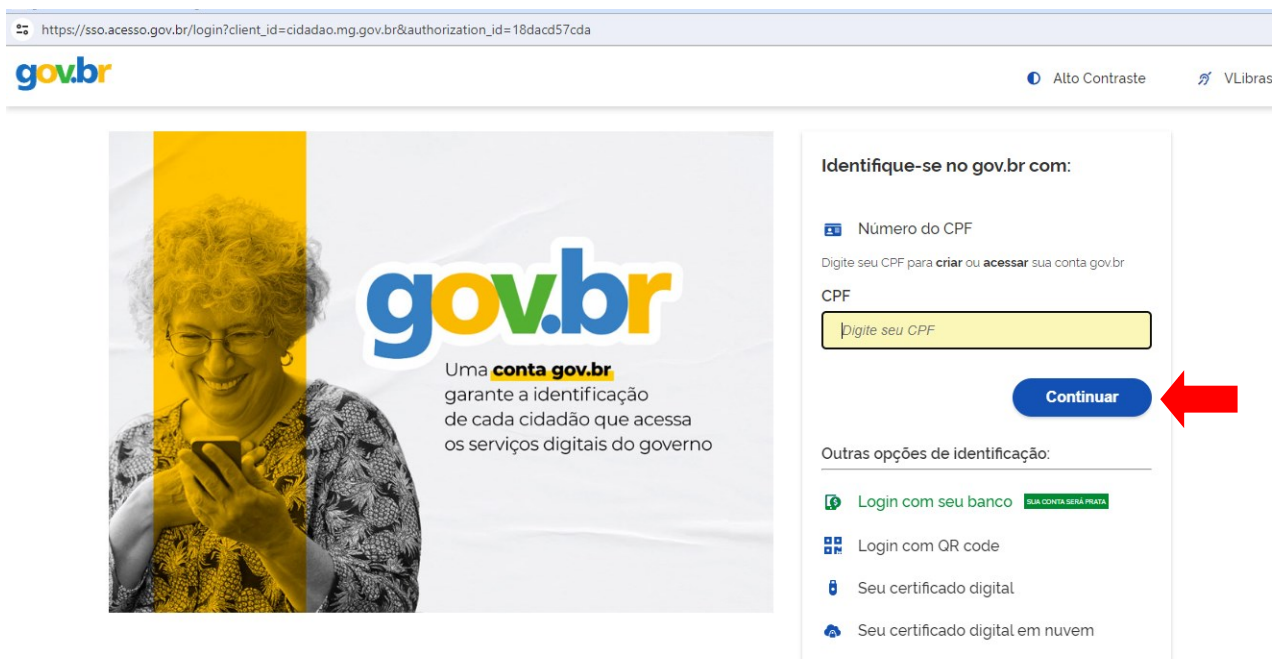 https://sso.acesso.gov.br/login?client_id=cidadao.mg.gov.br&authorization_id=18dacd57cda
gov.br
Alto Contraste
VLibras
gov.br
Uma conta gov.br
garante a identificação
de cada cidadão que acessa
os serviços digitais do governo
Identifique-se no gov.br com:
Número do CPF
Digite seu CPF para criar ou acessar sua conta gov.br
CPF
Digite seu CPF
Continuar
Outras opções de identificação:
Login com seu banco SUA CONTA SERÁ PRATA
Login com QR code
Seu certificado digital
Seu certificado digital em nuvem